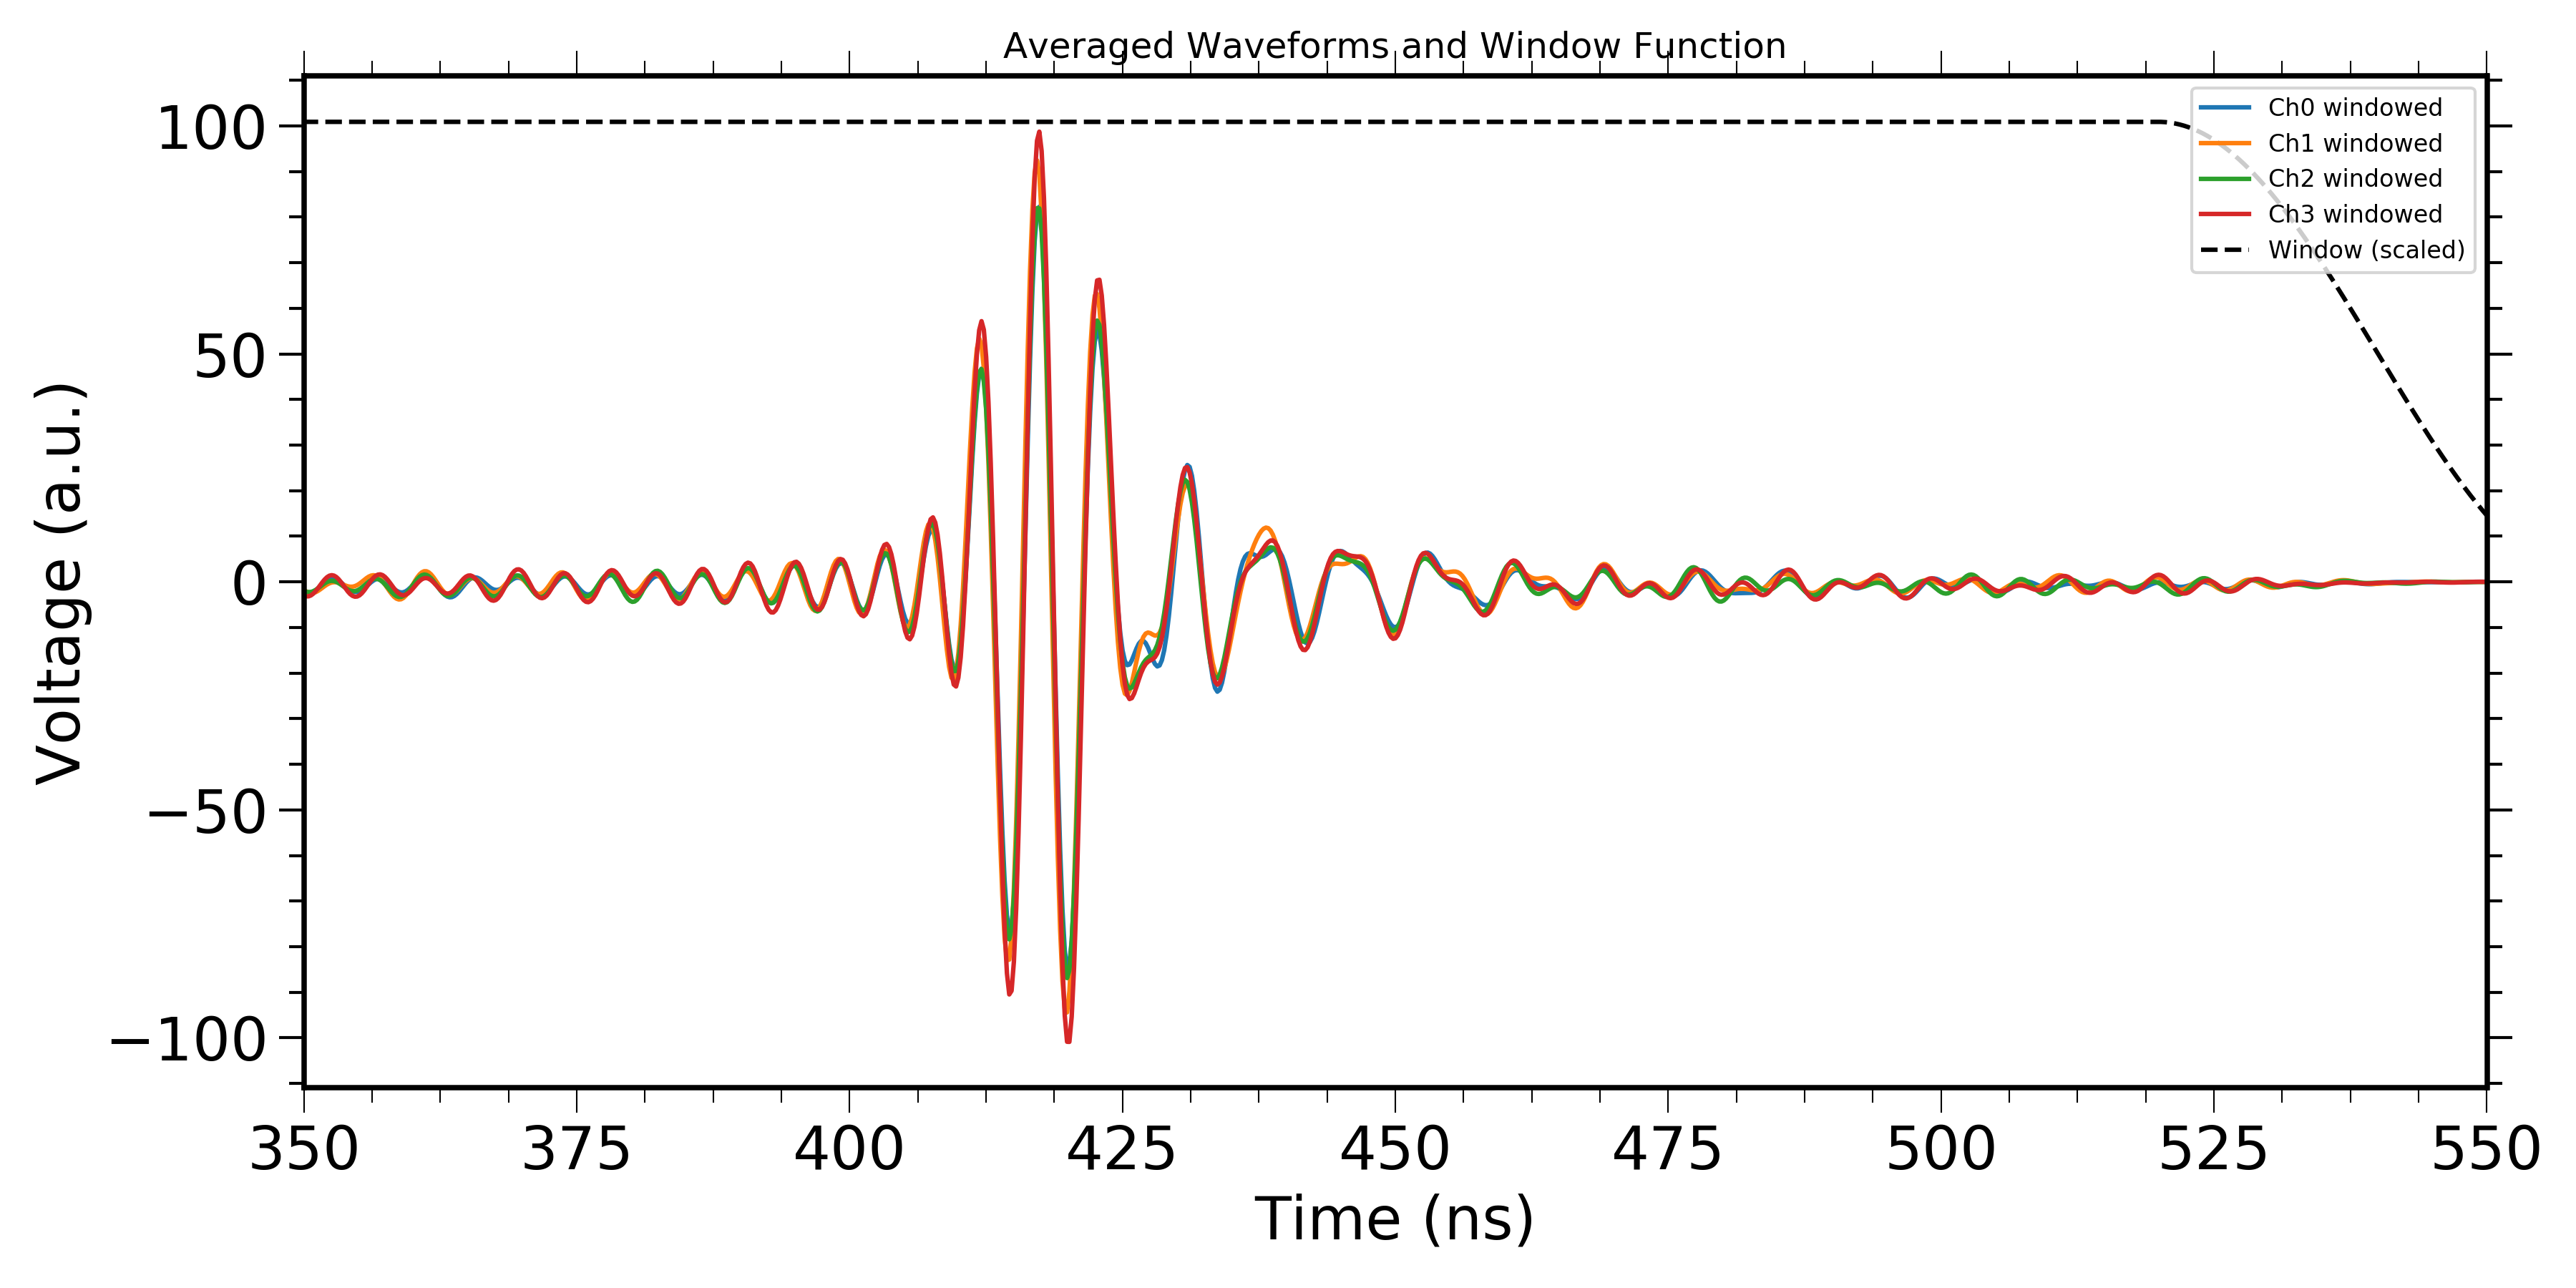 Averaged Waveforms and Window Function
Ch0 windowed
Ch1 windowed
Ch2 windowed
Ch3 windowed
Window (scaled)
100
50
0
−50
−100
Voltage (a.u.)
350 375 400 425 450 475 500 525 550
Time (ns)